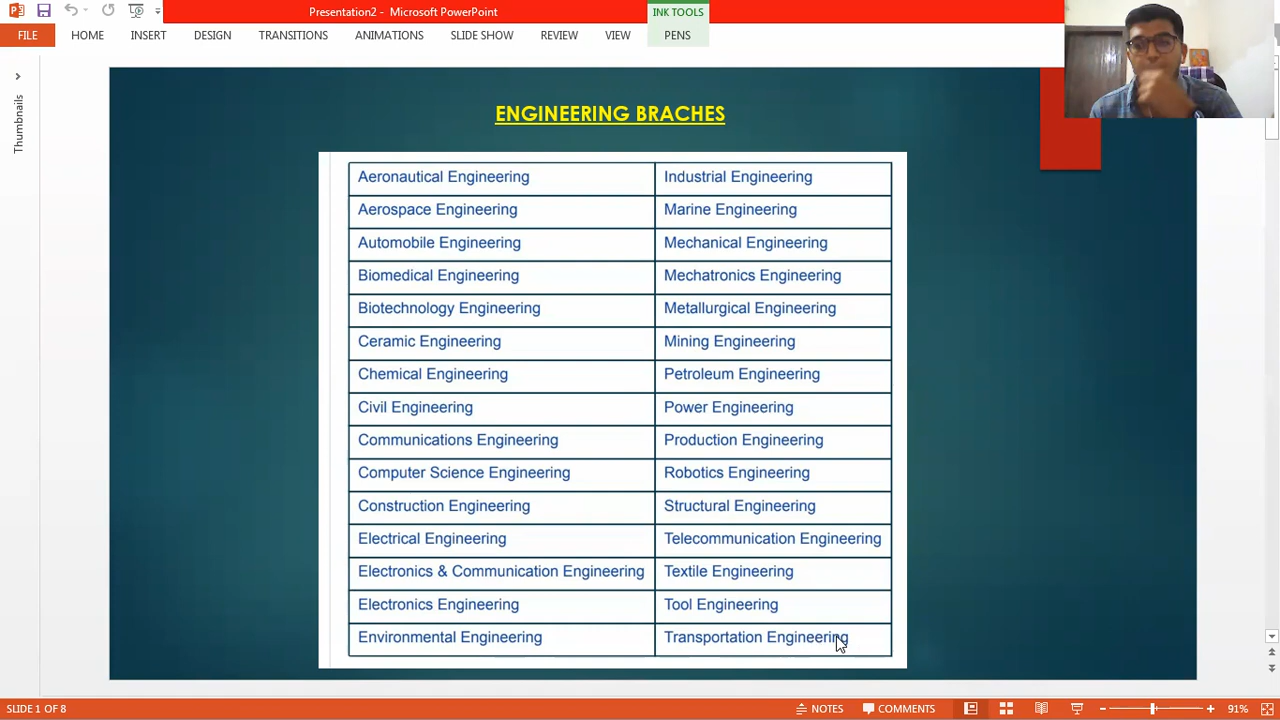 Presentation2 - Microsoft PowerPoint
INK TOOLS
FILE
HOME
INSERT
DESIGN
TRANSITIONS
ANIMATIONS
SLIDE SHOW
REVIEW
VIEW
PENS
Thumbnails
ENGINEERING BRACHES
Aeronautical Engineering
Industrial Engineering
Aerospace Engineering
Marine Engineering
Automobile Engineering
Mechanical Engineering
Biomedical Engineering
Mechatronics Engineering
Biotechnology Engineering
Metallurgical Engineering
Ceramic Engineering
Mining Engineering
Chemical Engineering
Petroleum Engineering
Civil Engineering
Power Engineering
Communications Engineering
Production Engineering
Computer Science Engineering
Robotics Engineering
Construction Engineering
Structural Engineering
Electrical Engineering
Telecommunication Engineering
Electronics & Communication Engineering
Textile Engineering
Electronics Engineering
Tool Engineering
Environmental Engineering
Transportation Engineering
SLIDE 1 OF 8
NOTES
COMMENTS
91%